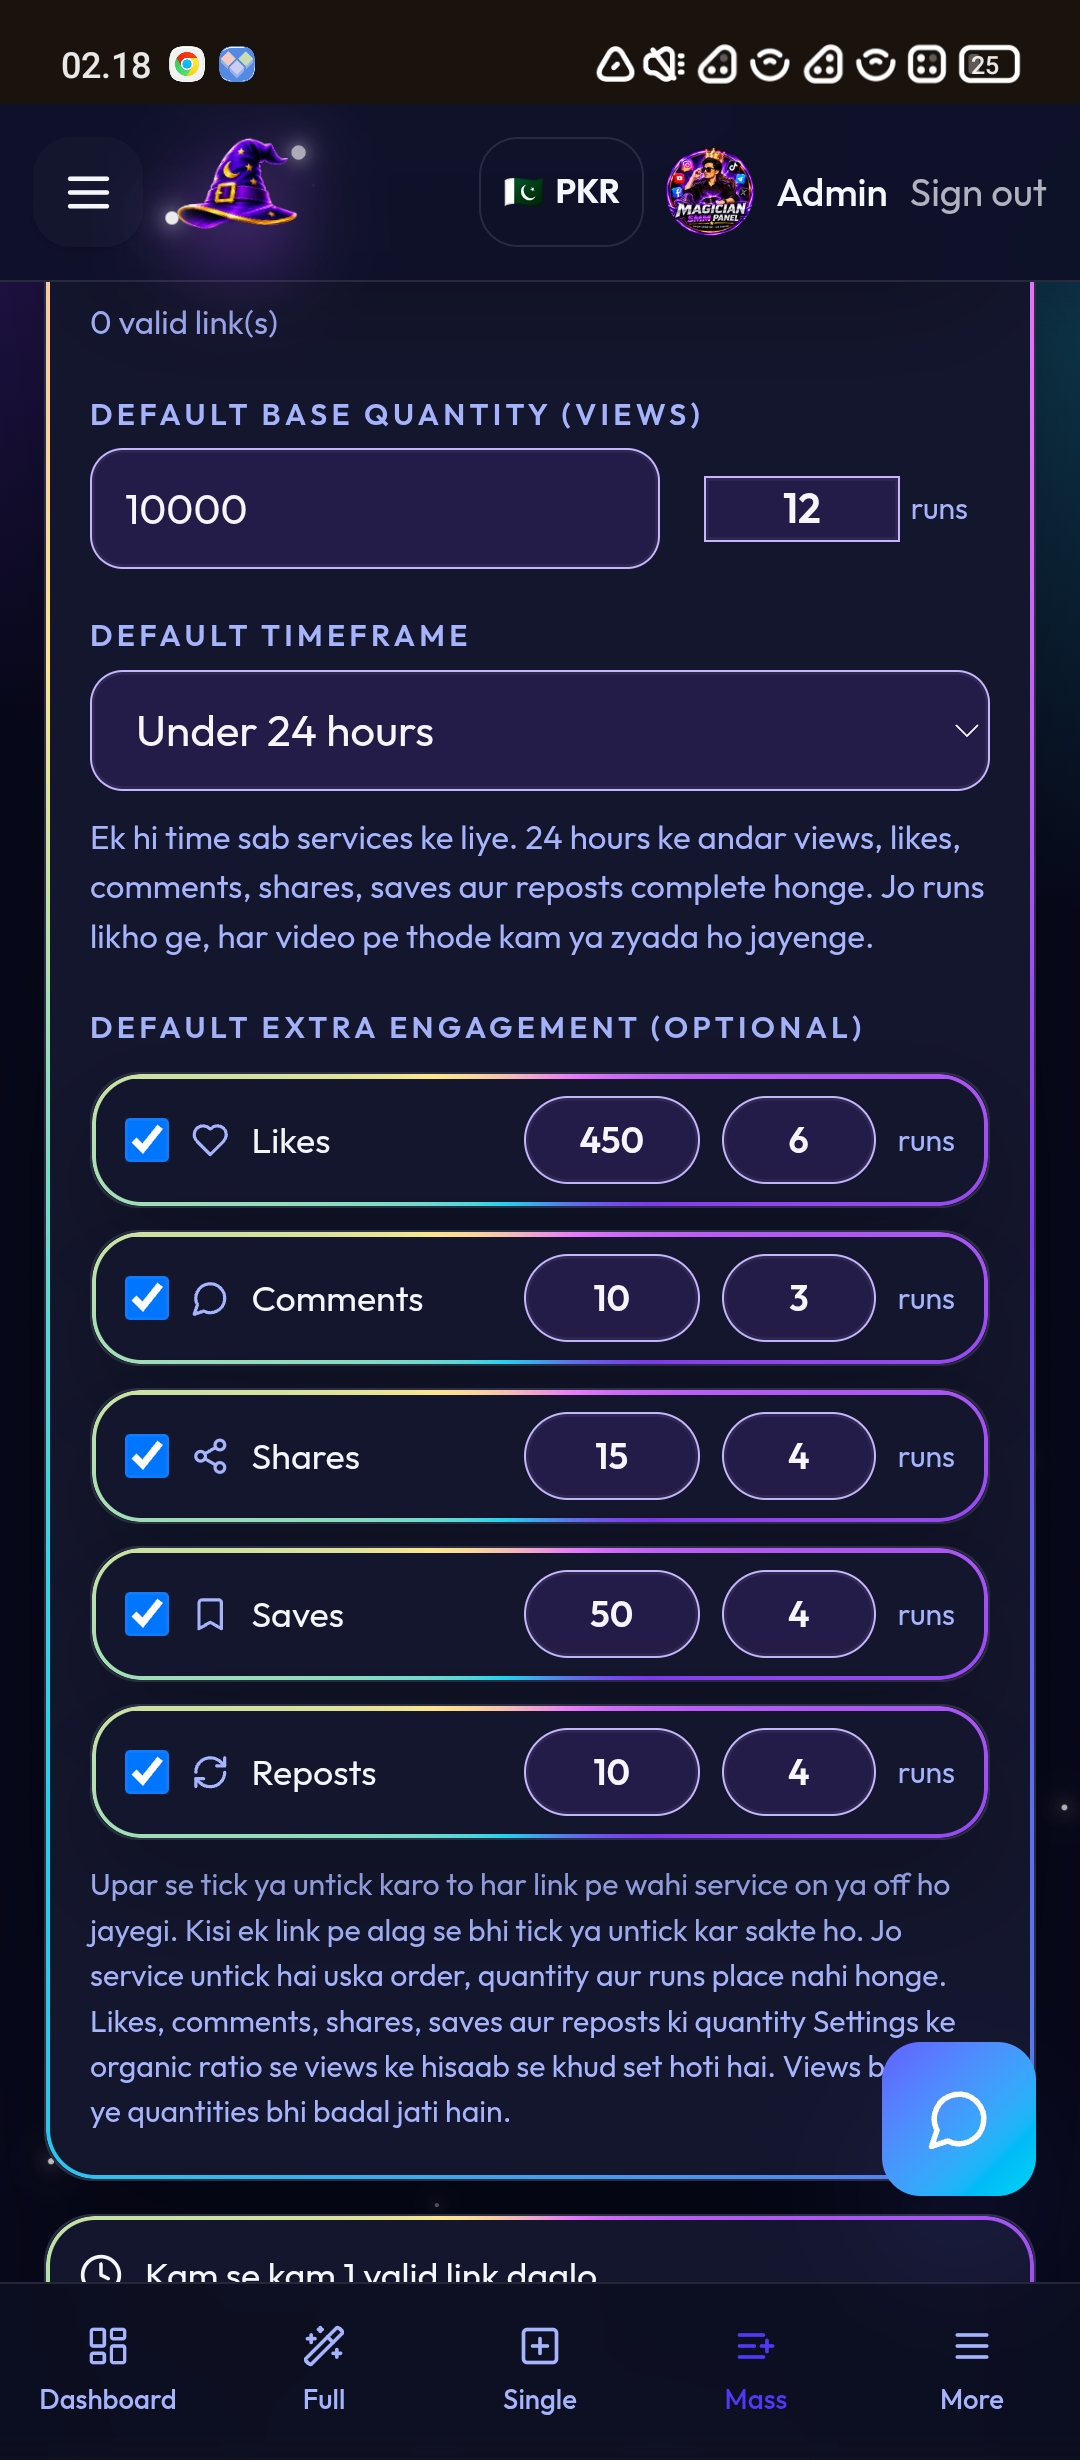 02.18
25
PKR
MAGICIAN
SMM PANEL
Admin
Sign out
0 valid link(s)
DEFAULT BASE QUANTITY (VIEWS)
10000
12
runs
DEFAULT TIMEFRAME
Under 24 hours
Ek hi time sab services ke liye. 24 hours ke andar views, likes,
comments, shares, saves aur reposts complete honge. Jo runs
likho ge, har video pe thode kam ya zyada ho jayenge.
DEFAULT EXTRA ENGAGEMENT (OPTIONAL)
Likes 450 6 runs
Comments 10 3 runs
Shares 15 4 runs
Saves 50 4 runs
Reposts 10 4 runs
Upar se tick ya untick karo to har link pe wahi service on ya off ho
jayegi. Kisi ek link pe alag se bhi tick ya untick kar sakte ho. Jo
service untick hai uska order, quantity aur runs place nahi honge.
Likes, comments, shares, saves aur reposts ki quantity Settings ke
organic ratio se views ke hisaab se khud set hoti hai. Views
ye quantities bhi badal jati hain.
Kam se kam 1 valid link daalo
Dashboard
Full
Single
Mass
More